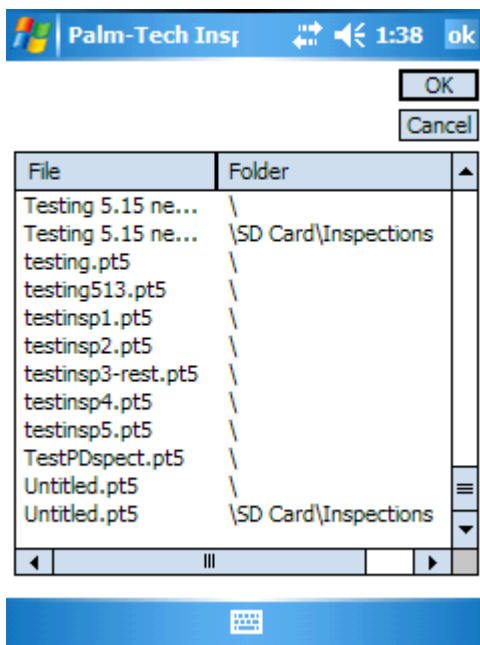 Palm-Tech Insp 1:38 ok
OK
Cancel
File Folder
Testing 5.15 ne... \
Testing 5.15 ne... \SD Card\Inspections
testing.pt5 \
testing513.pt5 \
testinsp1.pt5 \
testinsp2.pt5 \
testinsp3-rest.pt5 \
testinsp4.pt5 \
testinsp5.pt5 \
TestPDspect.pt5 \
Untitled.pt5 \
Untitled.pt5 \SD Card\Inspections